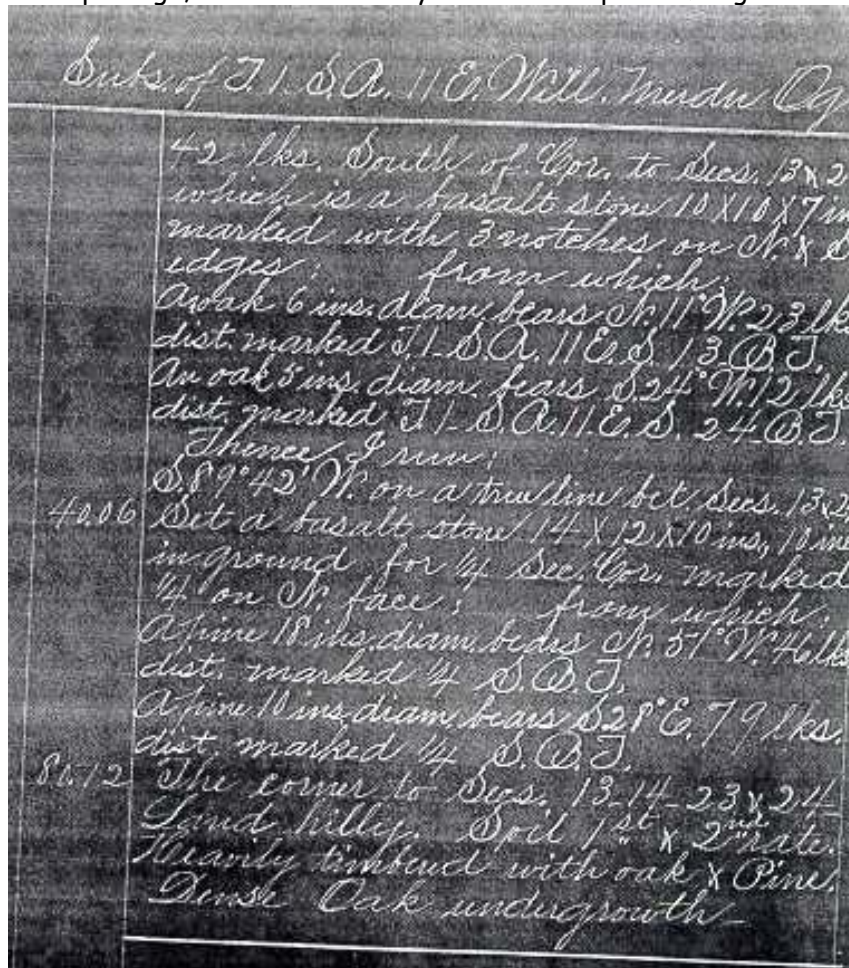 Subs. of T. 1. S. R. 11 E. Will. Merdn Og
42 lks. South of Cor. to Secs. 13 & 2
which is a basalt stone 10 X 10 X 7 in
marked with 3 notches on N. & S
edges; from which;
An oak 6 ins. diam. bears N. 11° W. 23 lks
dist. marked T. 1. S. R. 11 E. S. 13 B. T.
An oak 5 ins. diam. bears S. 24° W. 12 lks
dist. marked T. 1. S. R. 11. E. S. 24 B. T.
Thence I run;
S. 89° 42' W. on a true line bet. Secs. 13 & 2
40.06 Set a basalt stone 14 X 12 X 10 ins, 10 ins
in ground for 1/4 Sec. Cor. marked
1/4 on N. face; from which;
A pine 18 ins. diam. bears N. 57° W. 46 lks
dist. marked 1/4 S. B. T.
A pine 10 ins. diam. bears S 28° E. 79 lks.
dist. marked 1/4 S. B. T.
80.12 The corner to Secs. 13-14-23 & 24
Land hilly. Soil 1st & 2nd rate.
Heavily timbered with oak & Pine.
Dense Oak undergrowth